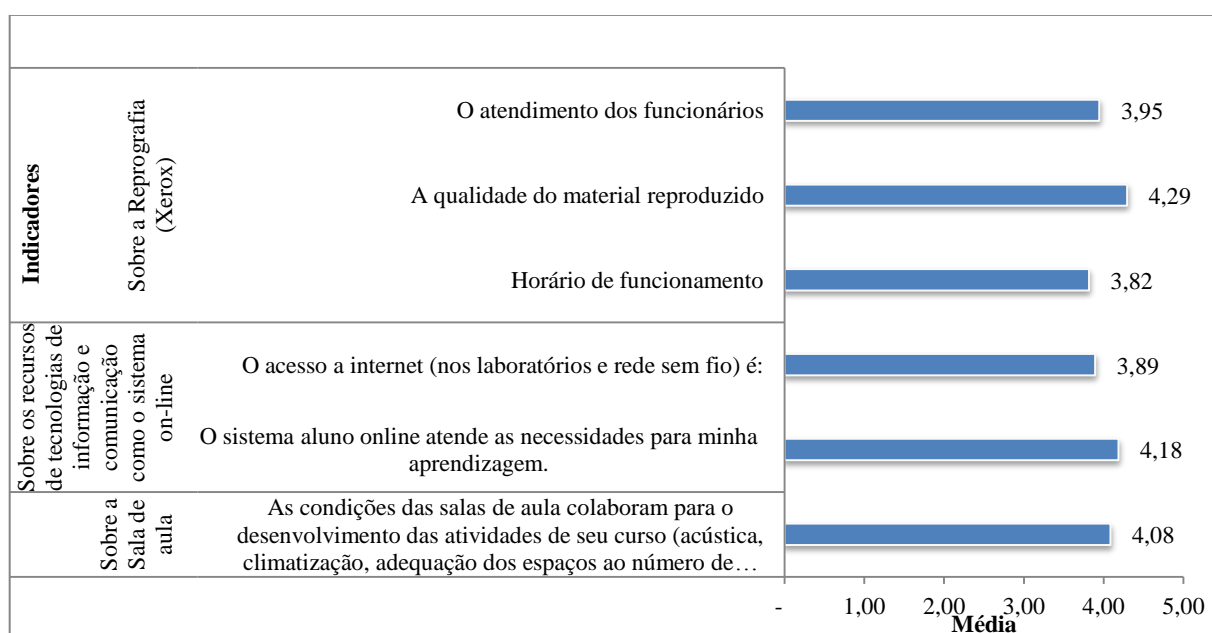 Indicadores
Sobre a Reprografia
(Xerox)
O atendimento dos funcionários
3,95
A qualidade do material reproduzido
4,29
Horário de funcionamento
3,82
Sobre os recursos
de tecnologias de
informação e
comunicação
como o sistema
on-line
O acesso a internet (nos laboratórios e rede sem fio) é:
3,89
O sistema aluno online atende as necessidades para minha
aprendizagem.
4,18
Sobre a
Sala de
aula
As condições das salas de aula colaboram para o
desenvolvimento das atividades de seu curso (acústica,
climatização, adequação dos espaços ao número de…
4,08
- 1,00 2,00 3,00 4,00 5,00
Média